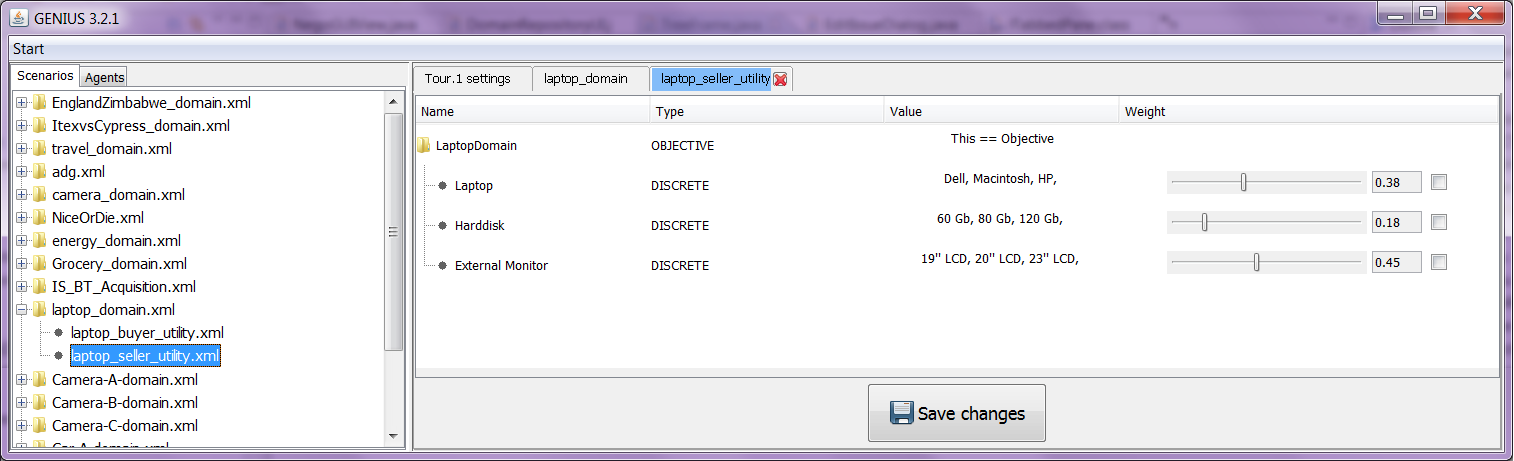 GENIUS 3.2.1
Start
Scenarios Agents
EnglandZimbabwe_domain.xml
ItexvsCypress_domain.xml
travel_domain.xml
adg.xml
camera_domain.xml
NiceOrDie.xml
energy_domain.xml
Grocery_domain.xml
IS_BT_Acquisition.xml
laptop_domain.xml
laptop_buyer_utility.xml
laptop_seller_utility.xml
Camera-A-domain.xml
Camera-B-domain.xml
Camera-C-domain.xml
Tour.1 settings laptop_domain laptop_seller_utility
Name Type Value Weight
LaptopDomain OBJECTIVE This == Objective
Laptop DISCRETE Dell, Macintosh, HP, 0.38
Harddisk DISCRETE 60 Gb, 80 Gb, 120 Gb, 0.18
External Monitor DISCRETE 19'' LCD, 20'' LCD, 23'' LCD, 0.45
Save changes